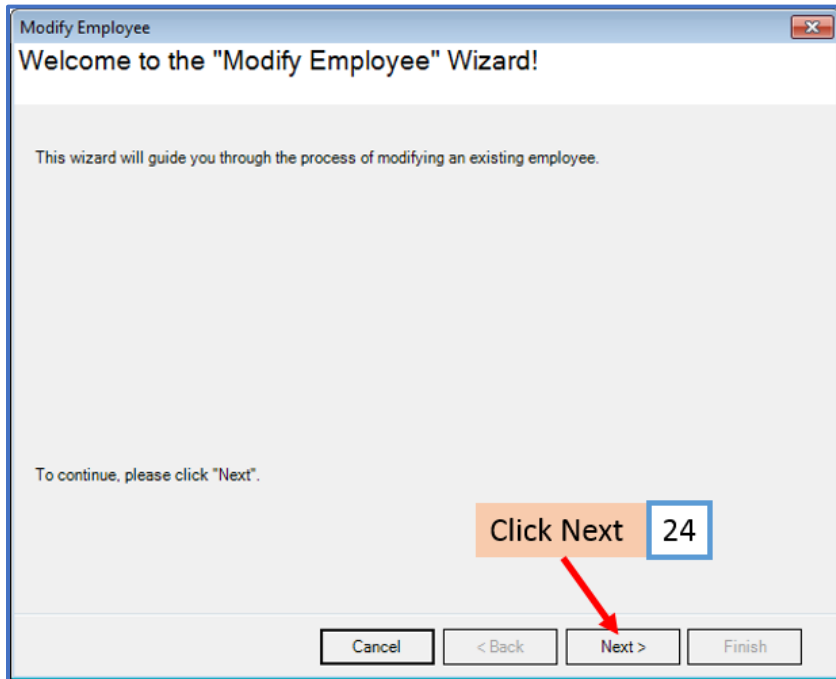 Modify Employee
Welcome to the "Modify Employee" Wizard!
This wizard will guide you through the process of modifying an existing employee.
To continue, please click "Next".
Click Next 24
Cancel < Back Next > Finish